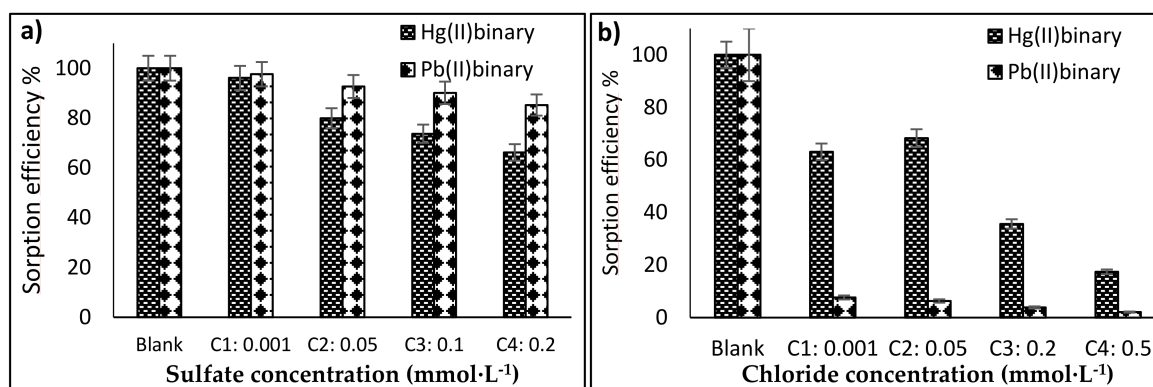 a)
Hg(II)binary
Pb(II)binary
Sorption efficiency %
100
80
60
40
20
0
Blank C1: 0.001 C2: 0.05 C3: 0.1 C4: 0.2
Sulfate concentration (mmol·L⁻¹)
b)
Hg(II)binary
Pb(II)binary
Sorption efficiency %
100
80
60
40
20
0
Blank C1: 0.001 C2: 0.05 C3: 0.2 C4: 0.5
Chloride concentration (mmol·L⁻¹)